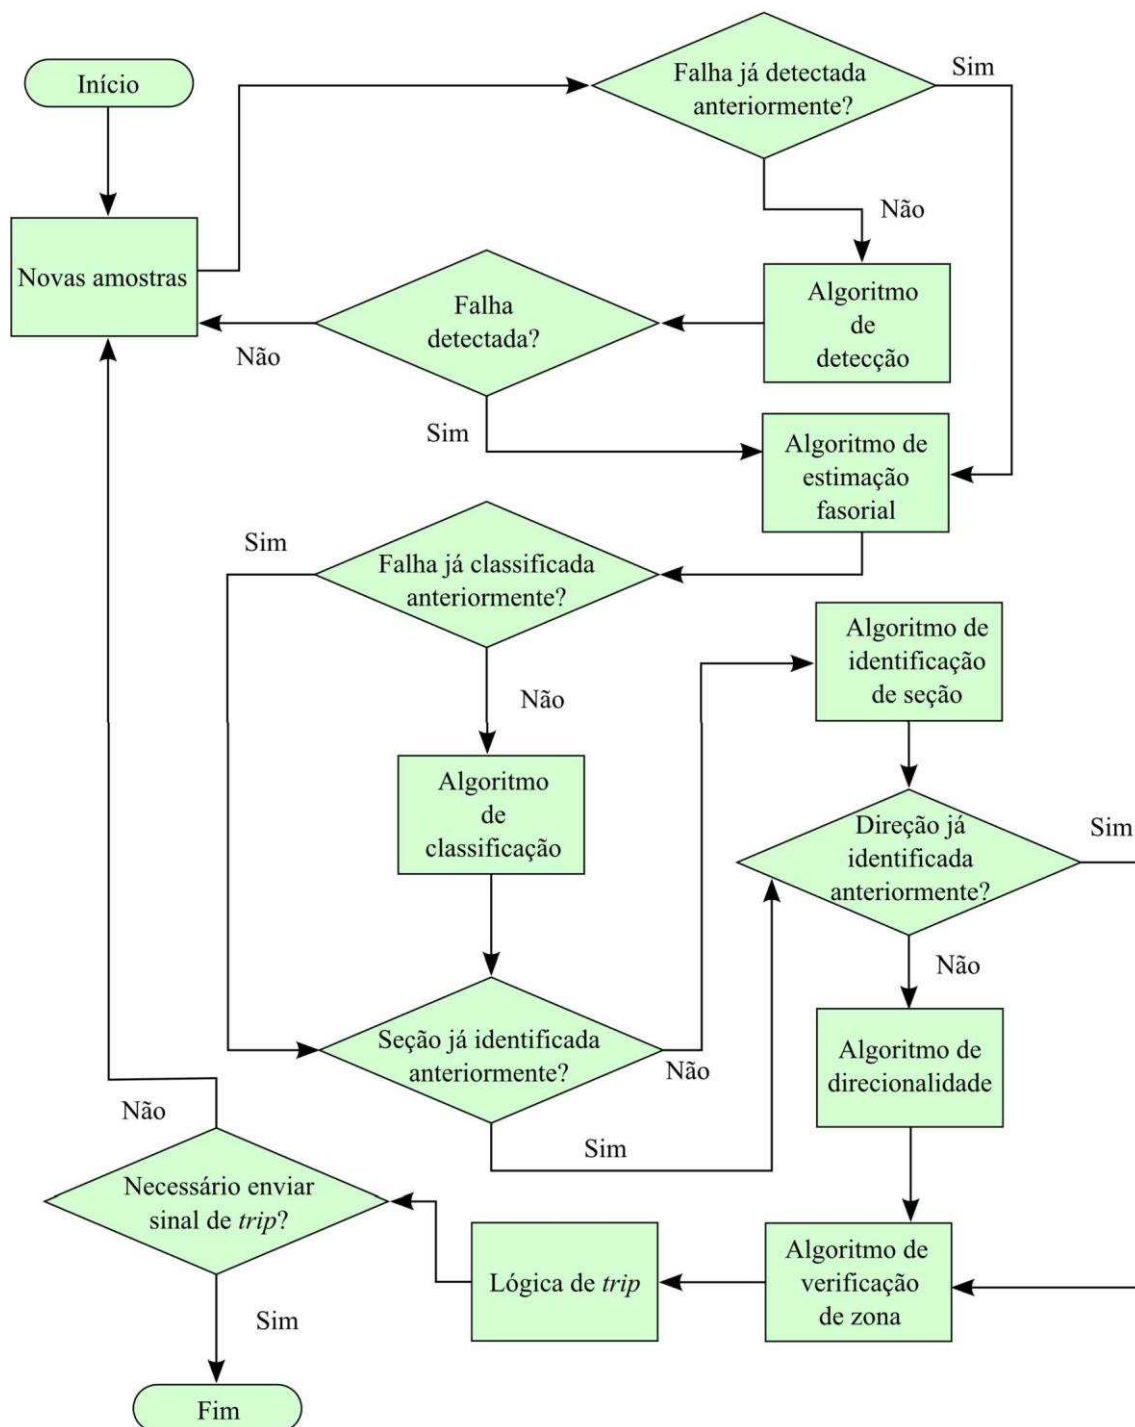 Início
Falha já detectada
anteriormente?
Sim
Não
Novas amostras
Algoritmo
de
detecção
Falha
detectada?
Não
Sim
Algoritmo de
estimação
fasorial
Sim
Falha já classificada
anteriormente?
Não
Algoritmo de
identificação
de seção
Algoritmo
de
classificação
Direção já
identificada
anteriormente?
Sim
Não
Seção já identificada
anteriormente?
Não
Sim
Algoritmo de
direcionalidade
Não
Necessário enviar
sinal de trip?
Lógica de trip
Algoritmo de
verificação
de zona
Sim
Fim